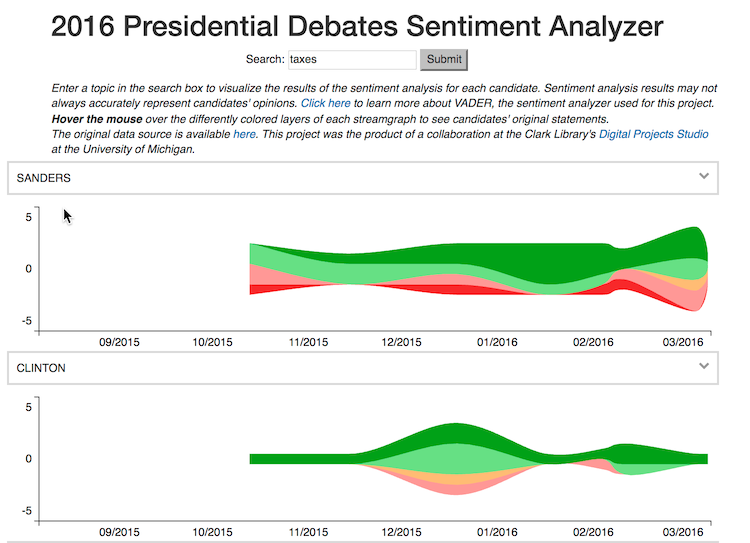 2016 Presidential Debates Sentiment Analyzer
Search: taxes Submit
Enter a topic in the search box to visualize the results of the sentiment analysis for each candidate. Sentiment analysis results may not
always accurately represent candidates' opinions. Click here to learn more about VADER, the sentiment analyzer used for this project.
Hover the mouse over the differently colored layers of each streamgraph to see candidates' original statements.
The original data source is available here. This project was the product of a collaboration at the Clark Library's Digital Projects Studio
at the University of Michigan.
SANDERS
5
0
-5
09/2015 10/2015 11/2015 12/2015 01/2016 02/2016 03/2016
CLINTON
5
0
-5
09/2015 10/2015 11/2015 12/2015 01/2016 02/2016 03/2016